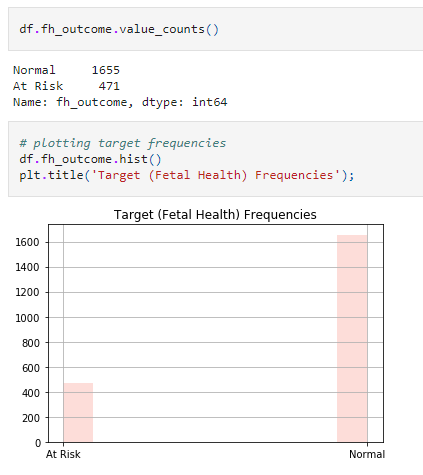 df.fh_outcome.value_counts()
Normal     1655
At Risk     471
Name: fh_outcome, dtype: int64
# plotting target frequencies
df.fh_outcome.hist()
plt.title('Target (Fetal Health) Frequencies');
Target (Fetal Health) Frequencies
1600
1400
1200
1000
800
600
400
200
0
At Risk Normal